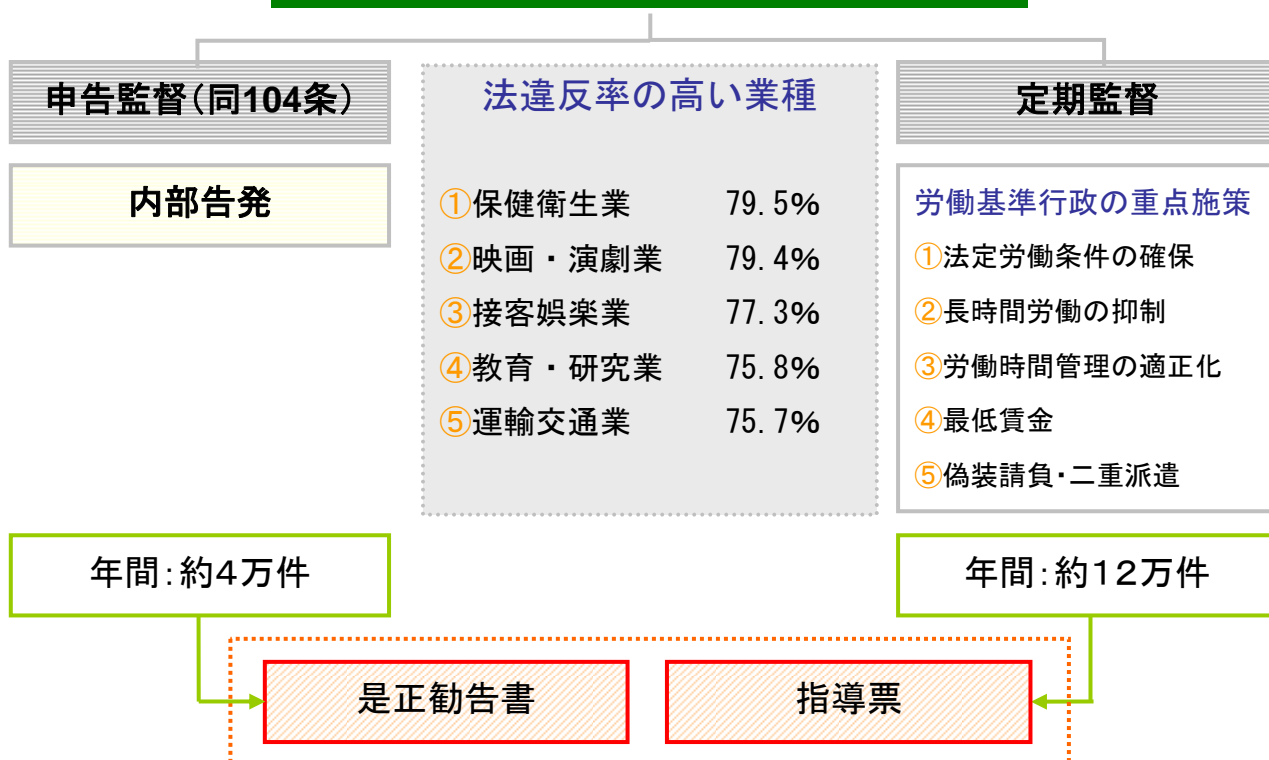 申告監督(同104条)
内部告発
法違反率の高い業種
①保健衛生業 79.5%
②映画・演劇業 79.4%
③接客娯楽業 77.3%
④教育・研究業 75.8%
⑤運輸交通業 75.7%
定期監督
労働基準行政の重点施策
①法定労働条件の確保
②長時間労働の抑制
③労働時間管理の適正化
④最低賃金
⑤偽装請負・二重派遣
年間:約4万件
年間:約12万件
是正勧告書
指導票